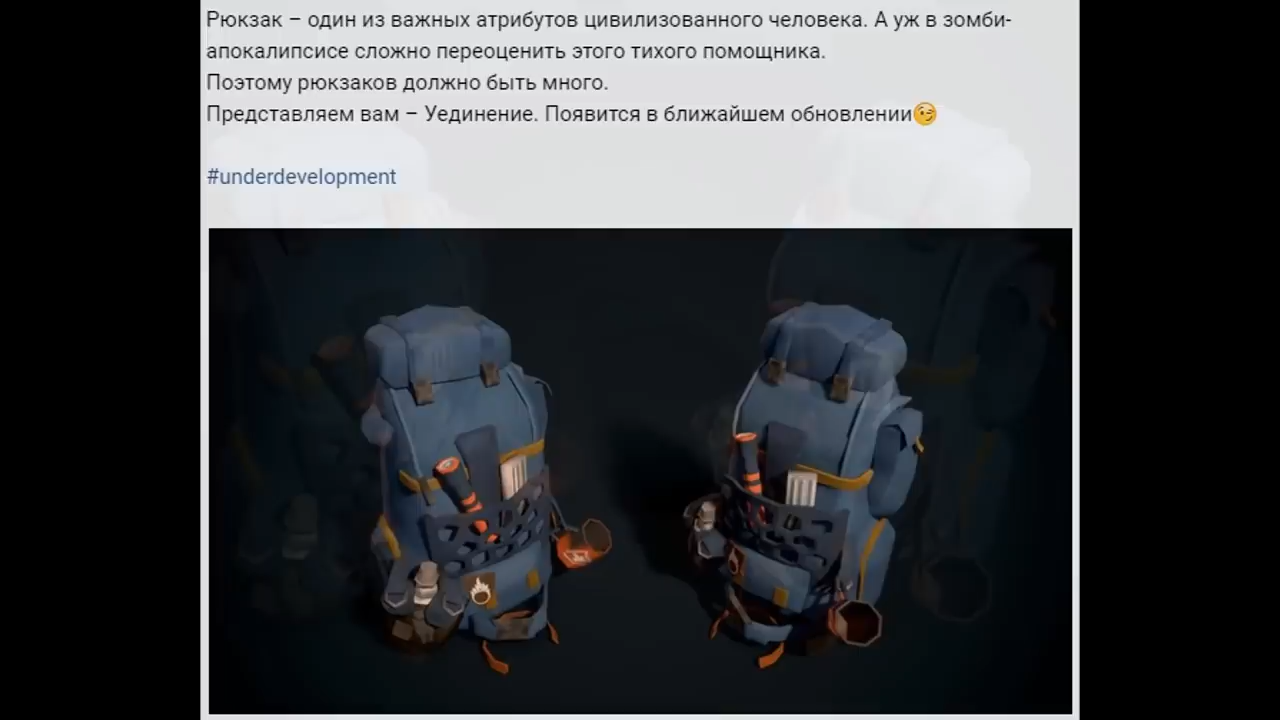 Рюкзак – один из важных атрибутов цивилизованного человека. А уж в зомби-
апокалипсисе сложно переоценить этого тихого помощника.
Поэтому рюкзаков должно быть много.
Представляем вам – Уединение. Появится в ближайшем обновлении😉
#underdevelopment